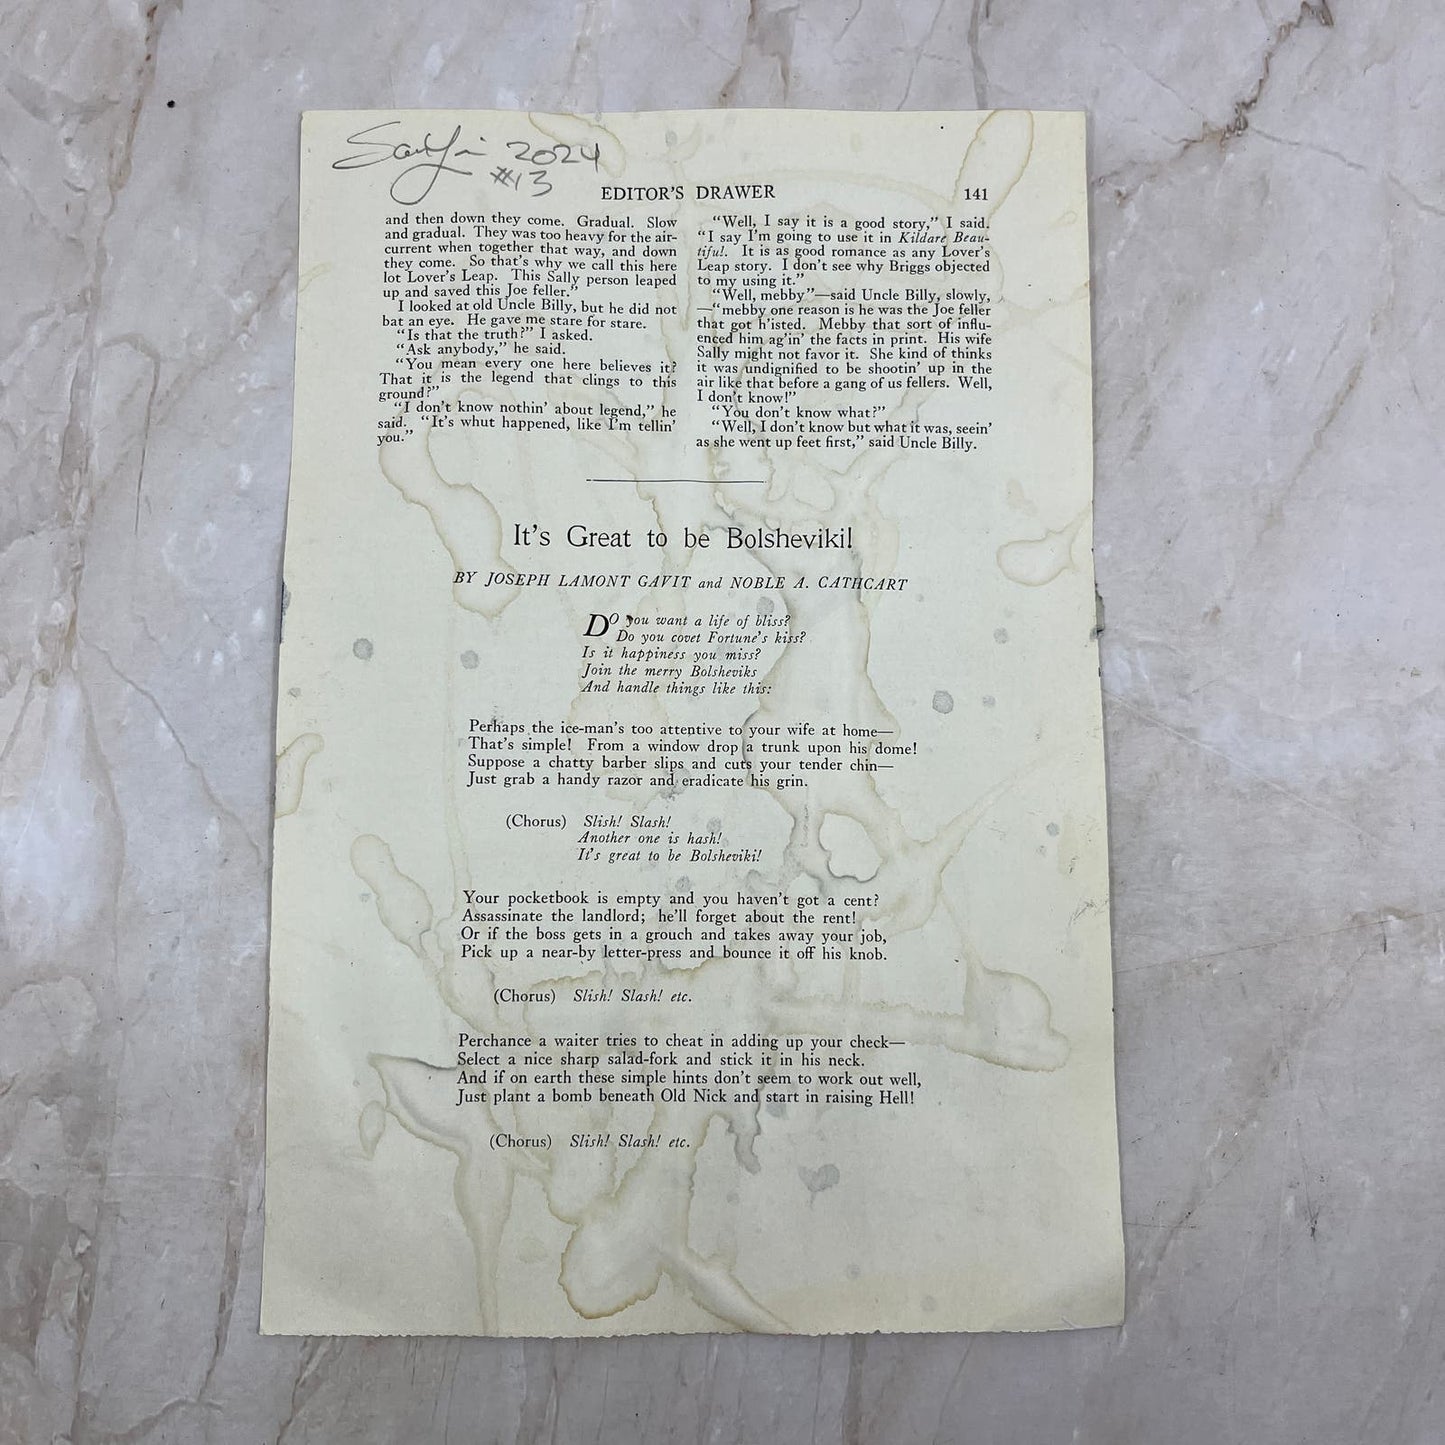 2024
#13
EDITOR'S DRAWER
141
and then down they come. Gradual. Slow
and gradual. They was too heavy for the air-
current when together that way, and down
they come. So that's why we call this here
lot Lover's Leap. This Sally person leaped
up and saved this Joe feller."
I looked at old Uncle Billy, but he did not
bat an eye. He gave me stare for stare.
"Is that the truth?" I asked.
"Ask anybody," he said.
"You mean every one here believes it?
That it is the legend that clings to this
ground?"
"I don't know nothin' about legend," he
said. "It's whut happened, like I'm tellin'
you."
"Well, I say it is a good story," I said.
"I say I'm going to use it in Kildare Beau-
tiful. It is as good romance as any Lover's
Leap story. I don't see why Briggs objected
to my using it."
"Well, mebby"—said Uncle Billy, slowly,
—"mebby one reason is he was the Joe feller
that got h'isted. Mebby that sort of influ-
enced him ag'in' the facts in print. His wife
Sally might not favor it. She kind of thinks
it was undignified to be shootin' up in the
air like that before a gang of us fellers. Well,
I don't know!"
"You don't know what?"
"Well, I don't know but what it was, seein'
as she went up feet first," said Uncle Billy.
It's Great to be Bolsheviki!
BY JOSEPH LAMONT GAVIT and NOBLE A. CATHCART
DO you want a life of bliss?
Do you covet Fortune's kiss?
Is it happiness you miss?
Join the merry Bolsheviks
And handle things like this:
Perhaps the ice-man's too attentive to your wife at home—
That's simple! From a window drop a trunk upon his dome!
Suppose a chatty barber slips and cuts your tender chin—
Just grab a handy razor and eradicate his grin.
(Chorus) Slish! Slash!
Another one is hash!
It's great to be Bolsheviki!
Your pocketbook is empty and you haven't got a cent?
Assassinate the landlord; he'll forget about the rent!
Or if the boss gets in a grouch and takes away your job,
Pick up a near-by letter-press and bounce it off his knob.
(Chorus) Slish! Slash! etc.
Perchance a waiter tries to cheat in adding up your check—
Select a nice sharp salad-fork and stick it in his neck.
And if on earth these simple hints don't seem to work out well,
Just plant a bomb beneath Old Nick and start in raising Hell!
(Chorus) Slish! Slash! etc.